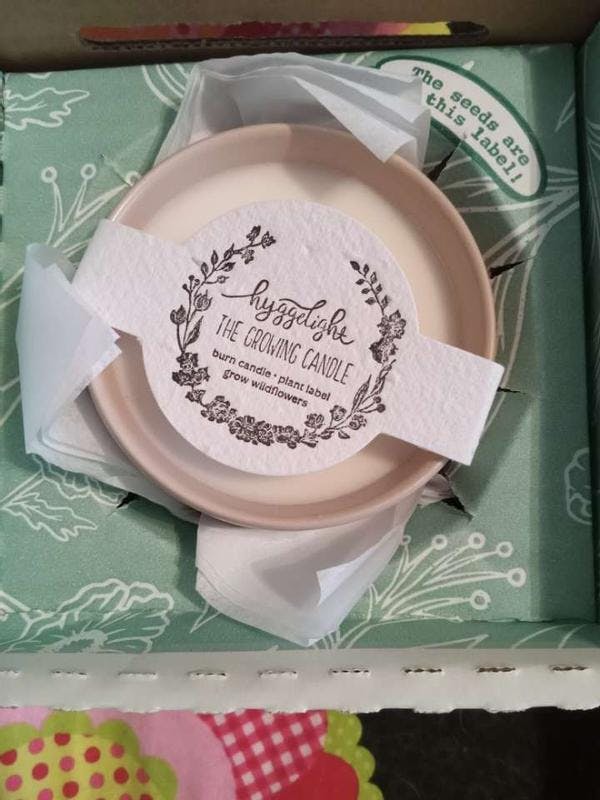 The seeds are
this label!
hyggelight
THE GROWING CANDLE
burn candle • plant label
grow wildflowers